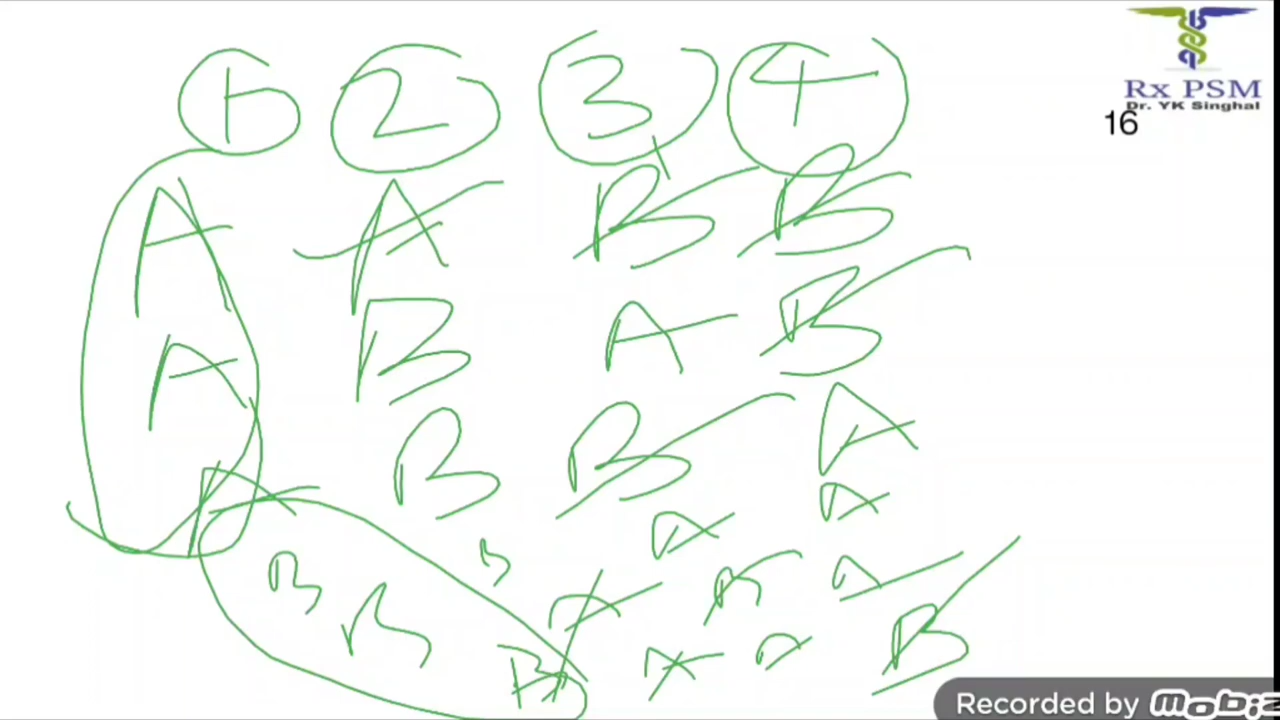 Rx PSM
Dr. YK Singhal
16
1 2 3 4
A A B B
A B A B
A B B A
A A
B B B
A B A
B A A B
Recorded by